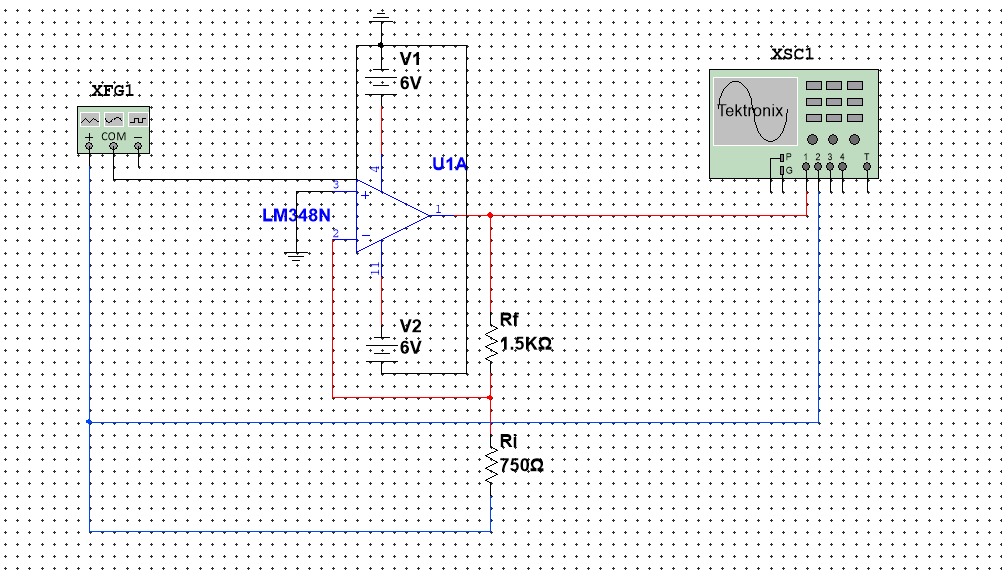 XFG1
+ COM −
V1
6V
4
U1A
3
+
LM348N
2
−
1
11
V2
6V
Rf
1.5KΩ
Ri
750Ω
XSC1
Tektronix
P
G
1 2 3 4 T